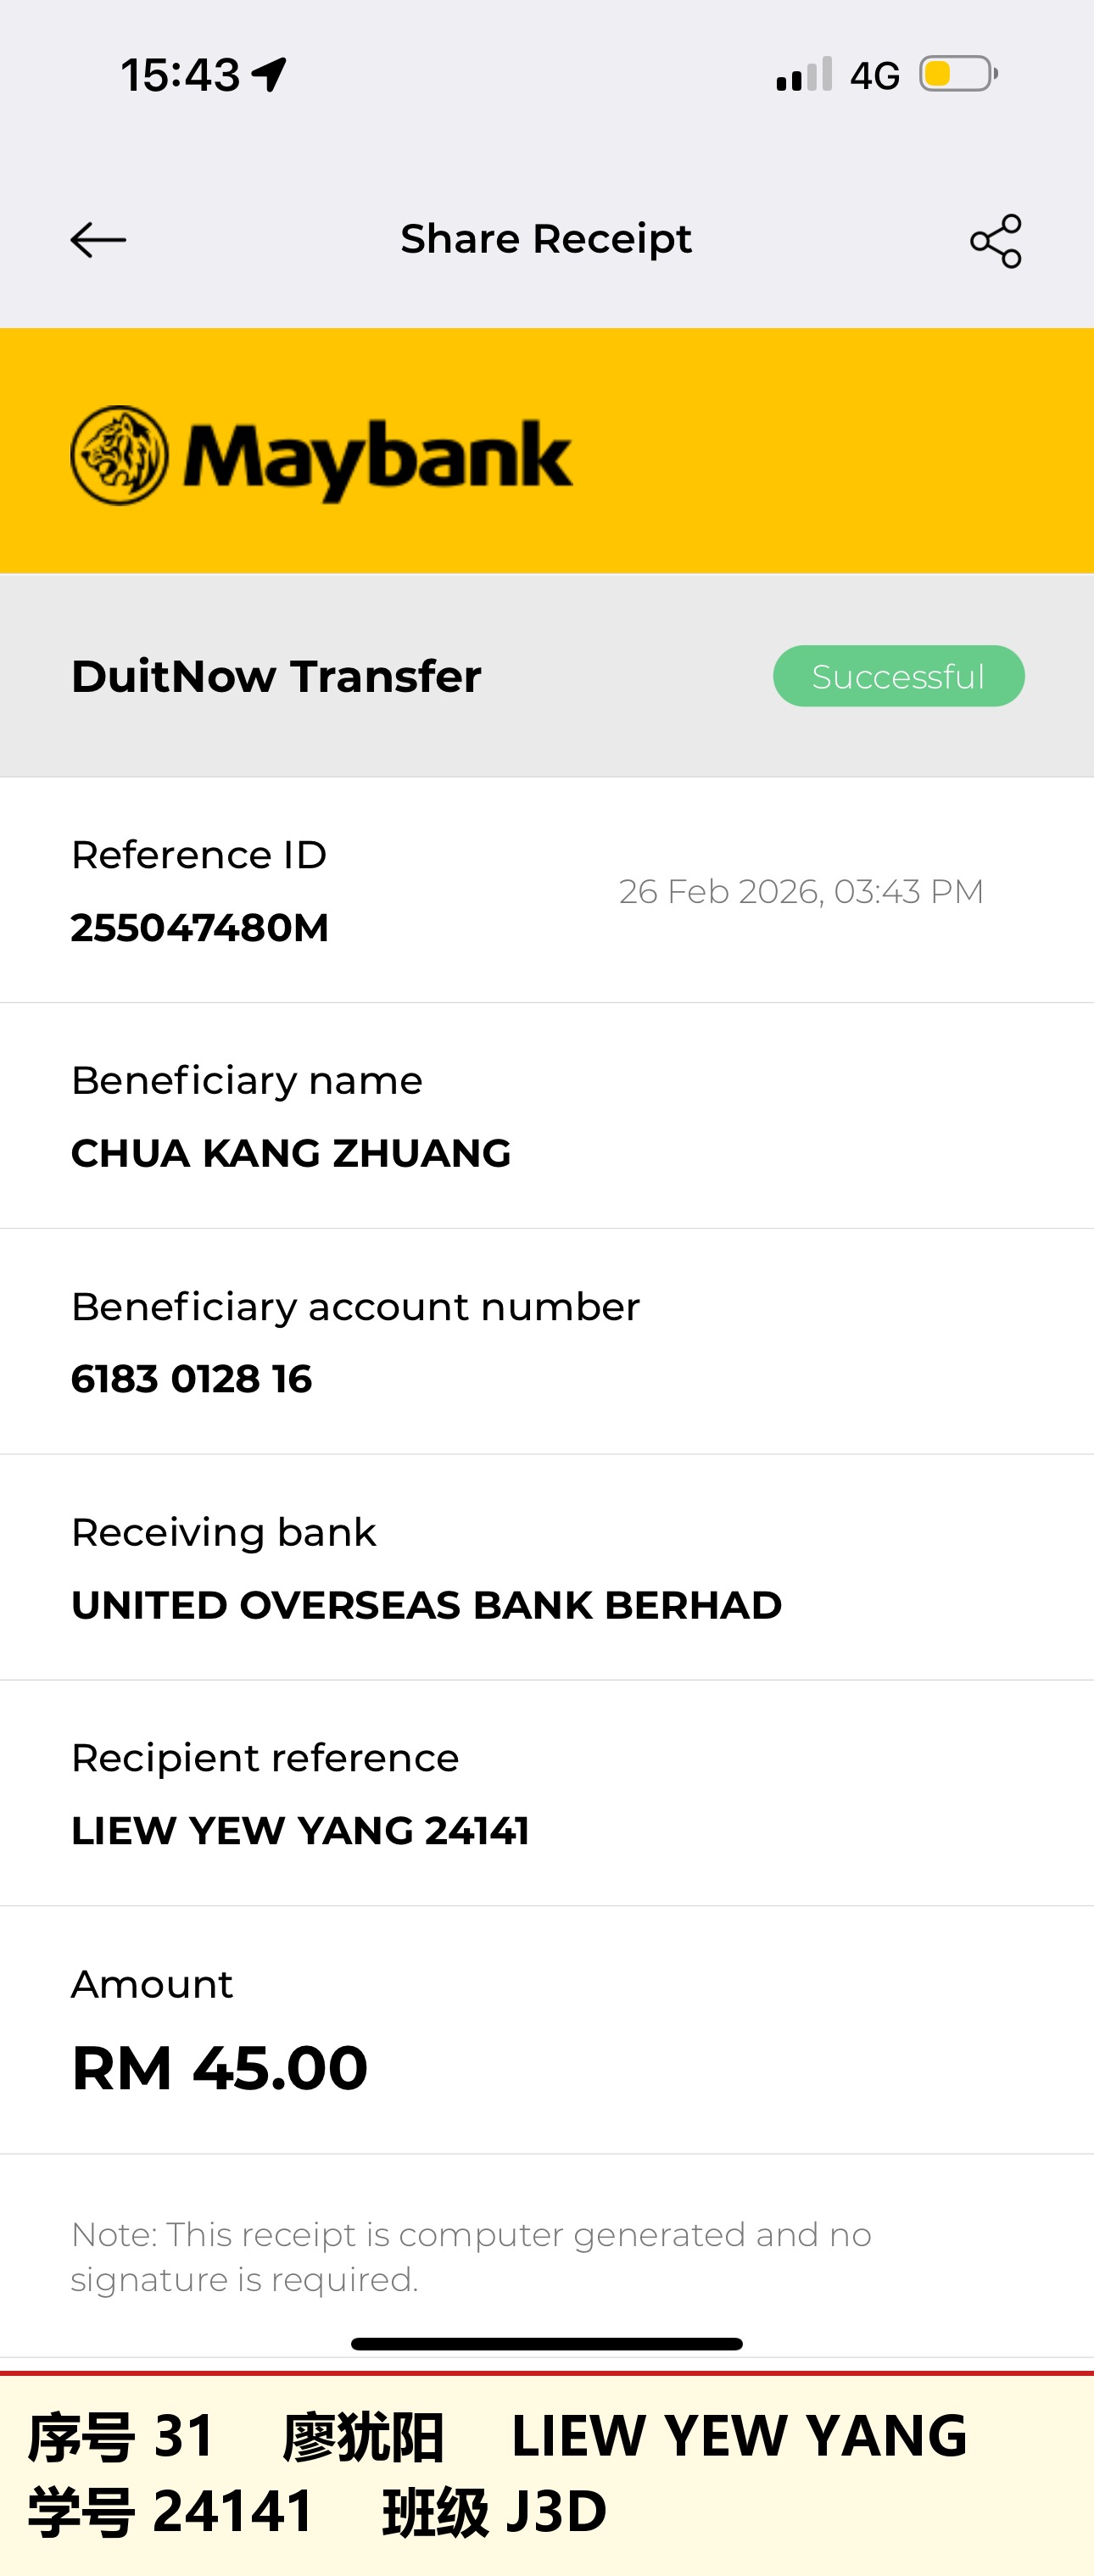 15:43 4G
Share Receipt
Maybank
DuitNow Transfer Successful
Reference ID
26 Feb 2026, 03:43 PM
255047480M
Beneficiary name
CHUA KANG ZHUANG
Beneficiary account number
6183 0128 16
Receiving bank
UNITED OVERSEAS BANK BERHAD
Recipient reference
LIEW YEW YANG 24141
Amount
RM 45.00
Note: This receipt is computer generated and no
signature is required.
序号 31 廖犹阳 LIEW YEW YANG
学号 24141 班级 J3D